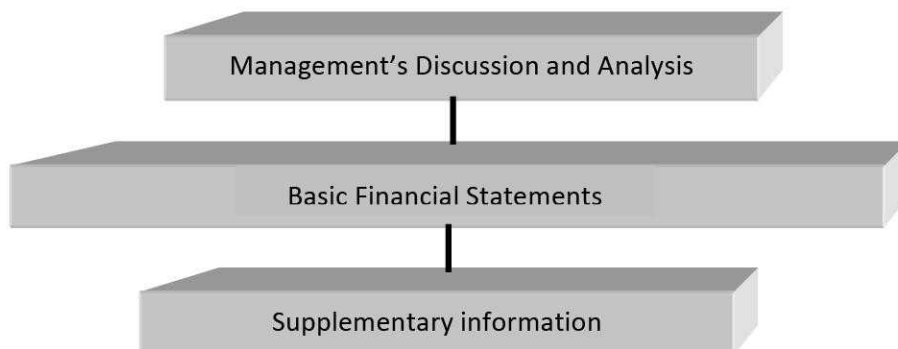 Management’s Discussion and Analysis
Basic Financial Statements
Supplementary information